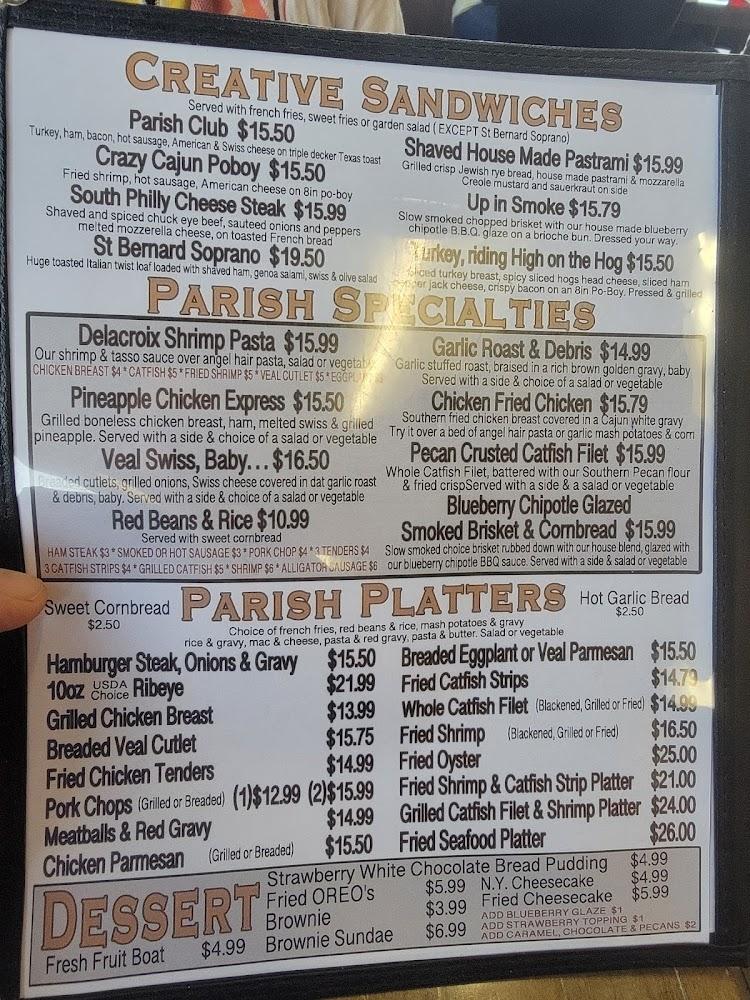 CREATIVE SANDWICHES
Served with french fries, sweet fries or garden salad (EXCEPT St Bernard Soprano)
Parish Club $15.50
Turkey, ham, bacon, hot sausage, American & Swiss cheese on triple decker Texas toast
Crazy Cajun Poboy $15.50
Fried shrimp, hot sausage, American cheese on 8in po-boy
South Philly Cheese Steak $15.99
Shaved and spiced chuck eye beef, sauteed onions and peppers
melted mozzerella cheese, on toasted French bread
St Bernard Soprano $19.50
Huge toasted Italian twist loaf loaded with shaved ham, genoa salami, swiss & olive salad
Shaved House Made Pastrami $15.99
Grilled crisp Jewish rye bread, house made pastrami & mozzarella
Creole mustard and sauerkraut on side
Up in Smoke $15.79
Slow smoked chopped brisket with our house made blueberry
chipotle B.B.Q. glaze on a brioche bun. Dressed your way.
Turkey, riding High on the Hog $15.50
sliced turkey breast, spicy sliced hogs head cheese, sliced ham
pepper jack cheese, crispy bacon on an 8in Po-Boy. Pressed & grilled
PARISH SPECIALTIES
Delacroix Shrimp Pasta $15.99
Our shrimp & tasso sauce over angel hair pasta, salad or vegetable
CHICKEN BREAST $4 * CATFISH $5 * FRIED SHRIMP $5 * VEAL CUTLET $5 *
Pineapple Chicken Express $15.50
Grilled boneless chicken breast, ham, melted swiss & grilled
pineapple. Served with a side & choice of a salad or vegetable
Veal Swiss, Baby... $16.50
Breaded cutlets, grilled onions, Swiss cheese covered in dat garlic roast
& debris, baby. Served with a side & choice of a salad or vegetable
Red Beans & Rice $10.99
Served with sweet cornbread
HAM STEAK $3 * SMOKED OR HOT SAUSAGE $3 * PORK CHOP $4 * 3 TENDERS $4
3 CATFISH STRIPS $4 * GRILLED CATFISH $5 * SHRIMP $6 * ALLIGATOR SAUSAGE $6
Garlic Roast & Debris $14.99
Garlic stuffed roast, braised in a rich brown golden gravy, baby
Served with a side & choice of a salad or vegetable
Chicken Fried Chicken $15.79
Southern fried chicken breast covered in a Cajun white gravy
Try it over a bed of angel hair pasta or garlic mash potatoes & corn
Pecan Crusted Catfish Filet $15.99
Whole Catfish Filet, battered with our Southern Pecan flour
& fried crispServed with a side & a salad or vegetable
Blueberry Chipotle Glazed
Smoked Brisket & Cornbread $15.99
Slow smoked choice brisket rubbed down with our house blend, glazed with
our blueberry chipotle BBQ sauce. Served with a side & salad or vegetable
Sweet Cornbread
$2.50
PARISH PLATTERS
Hot Garlic Bread
$2.50
Choice of french fries, red beans & rice, mash potatoes & gravy
rice & gravy, mac & cheese, pasta & red gravy, pasta & butter. Salad or vegetable
Hamburger Steak, Onions & Gravy $15.50
10oz USDA Choice Ribeye $21.99
Grilled Chicken Breast $13.99
Breaded Veal Cutlet $15.75
Fried Chicken Tenders $14.99
Pork Chops (Grilled or Breaded) (1)$12.99 (2)$15.99
Meatballs & Red Gravy $14.99
Chicken Parmesan (Grilled or Breaded) $15.50
Breaded Eggplant or Veal Parmesan $15.50
Fried Catfish Strips $14.79
Whole Catfish Filet (Blackened, Grilled or Fried) $14.99
Fried Shrimp (Blackened, Grilled or Fried) $16.50
Fried Oyster $25.00
Fried Shrimp & Catfish Strip Platter $21.00
Grilled Catfish Filet & Shrimp Platter $24.00
Fried Seafood Platter $26.00
DESSERT
Strawberry White Chocolate Bread Pudding $4.99
Fried OREO's $5.99
Brownie $3.99
Brownie Sundae $6.99
Fresh Fruit Boat $4.99
N.Y. Cheesecake $4.99
Fried Cheesecake $5.99
ADD BLUEBERRY GLAZE $1
ADD STRAWBERRY TOPPING $1
ADD CARAMEL, CHOCOLATE & PECANS $2